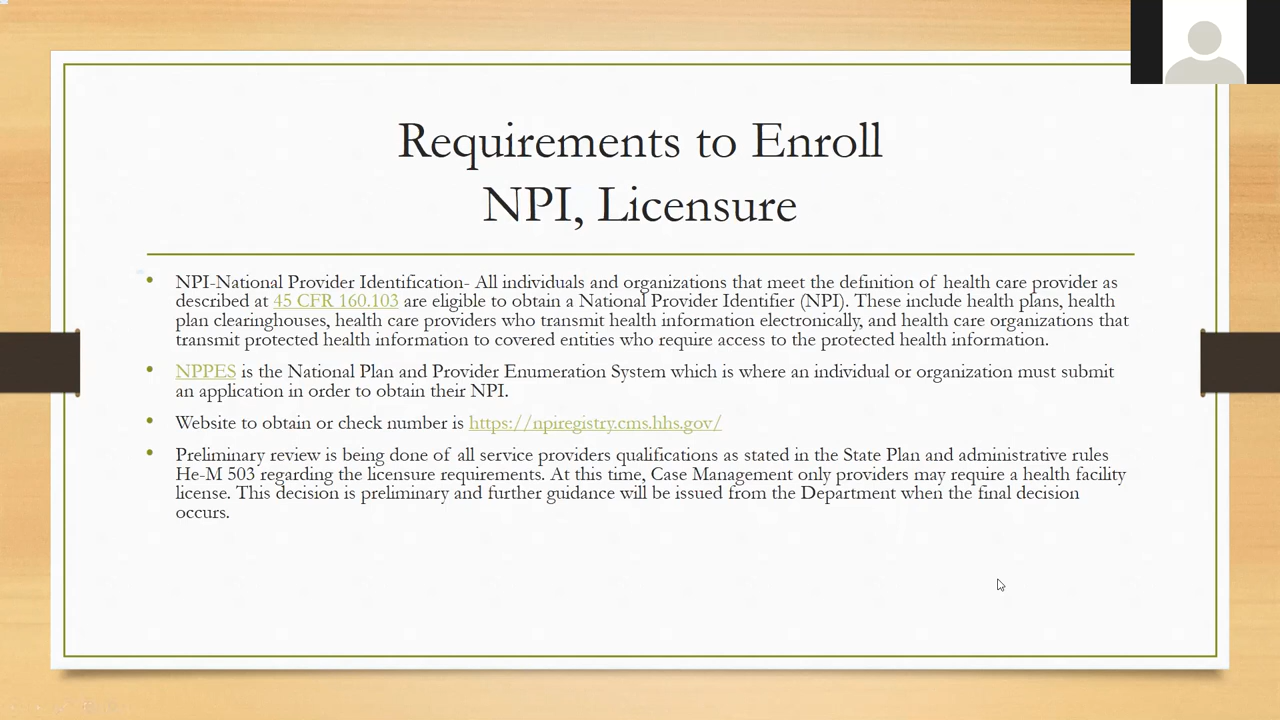 Requirements to Enroll
NPI, Licensure
NPI-National Provider Identification- All individuals and organizations that meet the definition of health care provider as
described at 45 CFR 160.103 are eligible to obtain a National Provider Identifier (NPI). These include health plans, health
plan clearinghouses, health care providers who transmit health information electronically, and health care organizations that
transmit protected health information to covered entities who require access to the protected health information.
NPPES is the National Plan and Provider Enumeration System which is where an individual or organization must submit
an application in order to obtain their NPI.
Website to obtain or check number is https://npiregistry.cms.hhs.gov/
Preliminary review is being done of all service providers qualifications as stated in the State Plan and administrative rules
He-M 503 regarding the licensure requirements. At this time, Case Management only providers may require a health facility
license. This decision is preliminary and further guidance will be issued from the Department when the final decision
occurs.